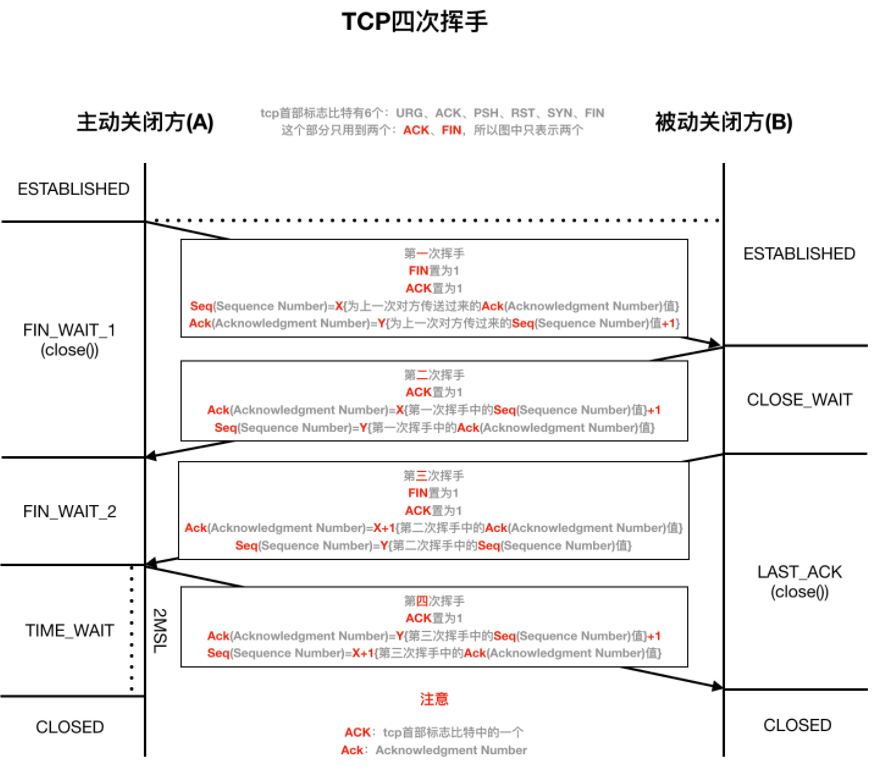 TCP四次挥手
tcp首部标志比特有6个：URG、ACK、PSH、RST、SYN、FIN
这个部分只用到两个：ACK、FIN，所以图中只表示两个
主动关闭方(A)
被动关闭方(B)
ESTABLISHED
ESTABLISHED
第一次挥手
FIN置为1
ACK置为1
Seq(Sequence Number)=X{为上一次对方传送过来的Ack(Acknowledgment Number)值}
Ack(Acknowledgment Number)=Y{为上一次对方传过来的Seq(Sequence Number)值+1}
FIN_WAIT_1
(close())
第二次挥手
ACK置为1
Ack(Acknowledgment Number)=X{第一次挥手中的Seq(Sequence Number)值}+1
Seq(Sequence Number)=Y{第一次挥手中的Ack(Acknowledgment Number)值}
CLOSE_WAIT
第三次挥手
FIN置为1
ACK置为1
Ack(Acknowledgment Number)=X+1{第二次挥手中的Ack(Acknowledgment Number)值}
Seq(Sequence Number)=Y{第二次挥手中的Seq(Sequence Number)}
FIN_WAIT_2
LAST_ACK
(close())
第四次挥手
ACK置为1
Ack(Acknowledgment Number)=Y{第三次挥手中的Seq(Sequence Number)值}+1
Seq(Sequence Number)=X+1{第三次挥手中的Ack(Acknowledgment Number)值}
TIME_WAIT
2MSL
CLOSED
CLOSED
注意
ACK：tcp首部标志比特中的一个
Ack：Acknowledgment Number